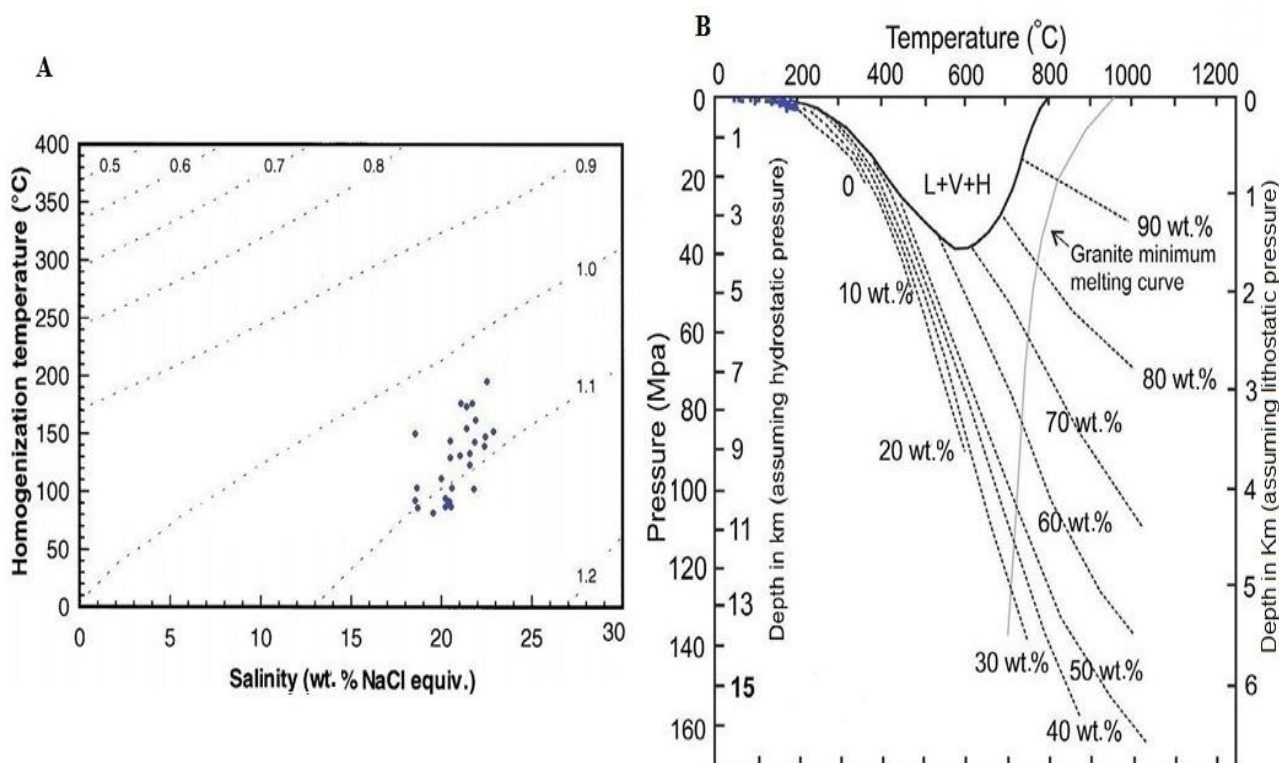 A
Homogenization temperature (°C)
400
350
300
250
200
150
100
50
0
0.5
0.6
0.7
0.8
0.9
1.0
1.1
1.2
0
5
10
15
20
25
30
Salinity (wt. % NaCl equiv.)
B
Temperature (°C)
0
200
400
600
800
1000
1200
Pressure (Mpa)
0
20
40
60
80
100
120
140
160
1
3
5
7
9
11
13
15
Depth in km (assuming hydrostatic pressure)
L+V+H
0
10 wt.%
20 wt.%
30 wt.%
40 wt.%
50 wt.%
60 wt.%
70 wt.%
80 wt.%
90 wt.%
Granite minimum
melting curve
0
1
2
3
4
5
6
Depth in Km (assuming lithostatic pressure)